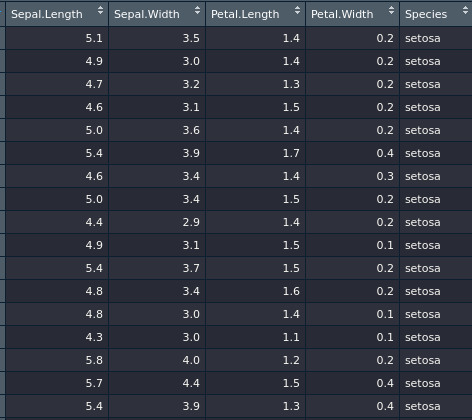 Sepal.Length Sepal.Width Petal.Length Petal.Width Species
5.1 3.5 1.4 0.2 setosa
4.9 3.0 1.4 0.2 setosa
4.7 3.2 1.3 0.2 setosa
4.6 3.1 1.5 0.2 setosa
5.0 3.6 1.4 0.2 setosa
5.4 3.9 1.7 0.4 setosa
4.6 3.4 1.4 0.3 setosa
5.0 3.4 1.5 0.2 setosa
4.4 2.9 1.4 0.2 setosa
4.9 3.1 1.5 0.1 setosa
5.4 3.7 1.5 0.2 setosa
4.8 3.4 1.6 0.2 setosa
4.8 3.0 1.4 0.1 setosa
4.3 3.0 1.1 0.1 setosa
5.8 4.0 1.2 0.2 setosa
5.7 4.4 1.5 0.4 setosa
5.4 3.9 1.3 0.4 setosa